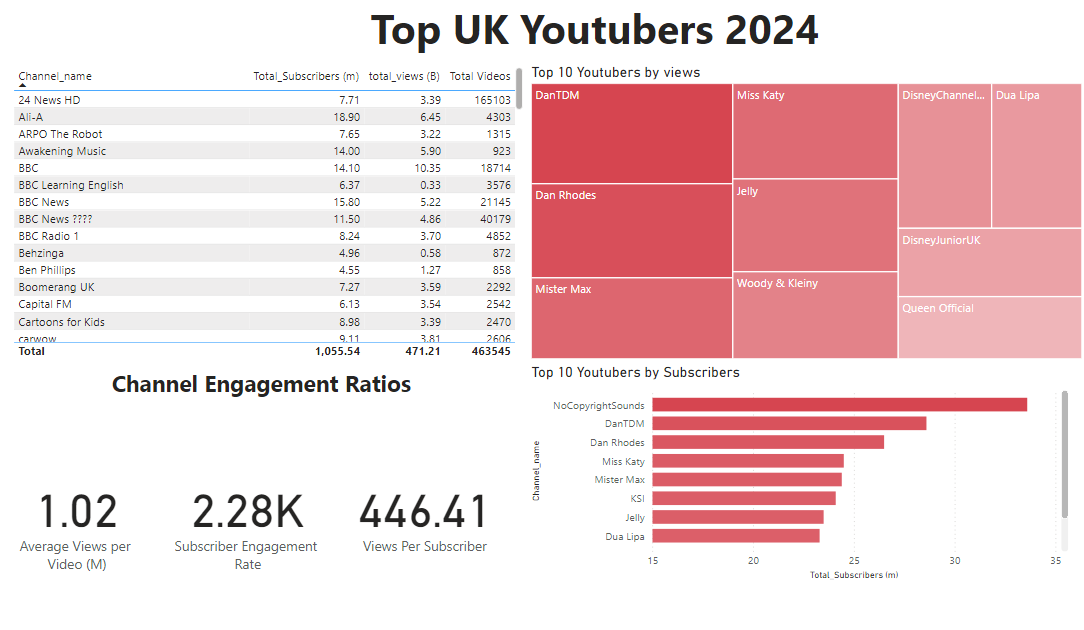 Top UK Youtubers 2024
Channel_name Total_Subscribers (m) total_views (B) Total Videos
24 News HD 7.71 3.39 165103
Ali-A 18.90 6.45 4303
ARPO The Robot 7.65 3.22 1315
Awakening Music 14.00 5.90 923
BBC 14.10 10.35 18714
BBC Learning English 6.37 0.33 3576
BBC News 15.80 5.22 21145
BBC News ???? 11.50 4.86 40179
BBC Radio 1 8.24 3.70 4852
Behzinga 4.96 0.58 872
Ben Phillips 4.55 1.27 858
Boomerang UK 7.27 3.59 2292
Capital FM 6.13 3.54 2542
Cartoons for Kids 8.98 3.39 2470
carwow 9.11 3.81 2606
Total 1,055.54 471.21 463545
Top 10 Youtubers by views
DanTDM
Dan Rhodes
Mister Max
Miss Katy
Jelly
Woody & Kleiny
DisneyChannel...
Dua Lipa
DisneyJuniorUK
Queen Official
Channel Engagement Ratios
1.02
Average Views per
Video (M)
2.28K
Subscriber Engagement
Rate
446.41
Views Per Subscriber
Top 10 Youtubers by Subscribers
Channel_name
NoCopyrightSounds
DanTDM
Dan Rhodes
Miss Katy
Mister Max
KSI
Jelly
Dua Lipa
15 20 25 30 35
Total_Subscribers (m)